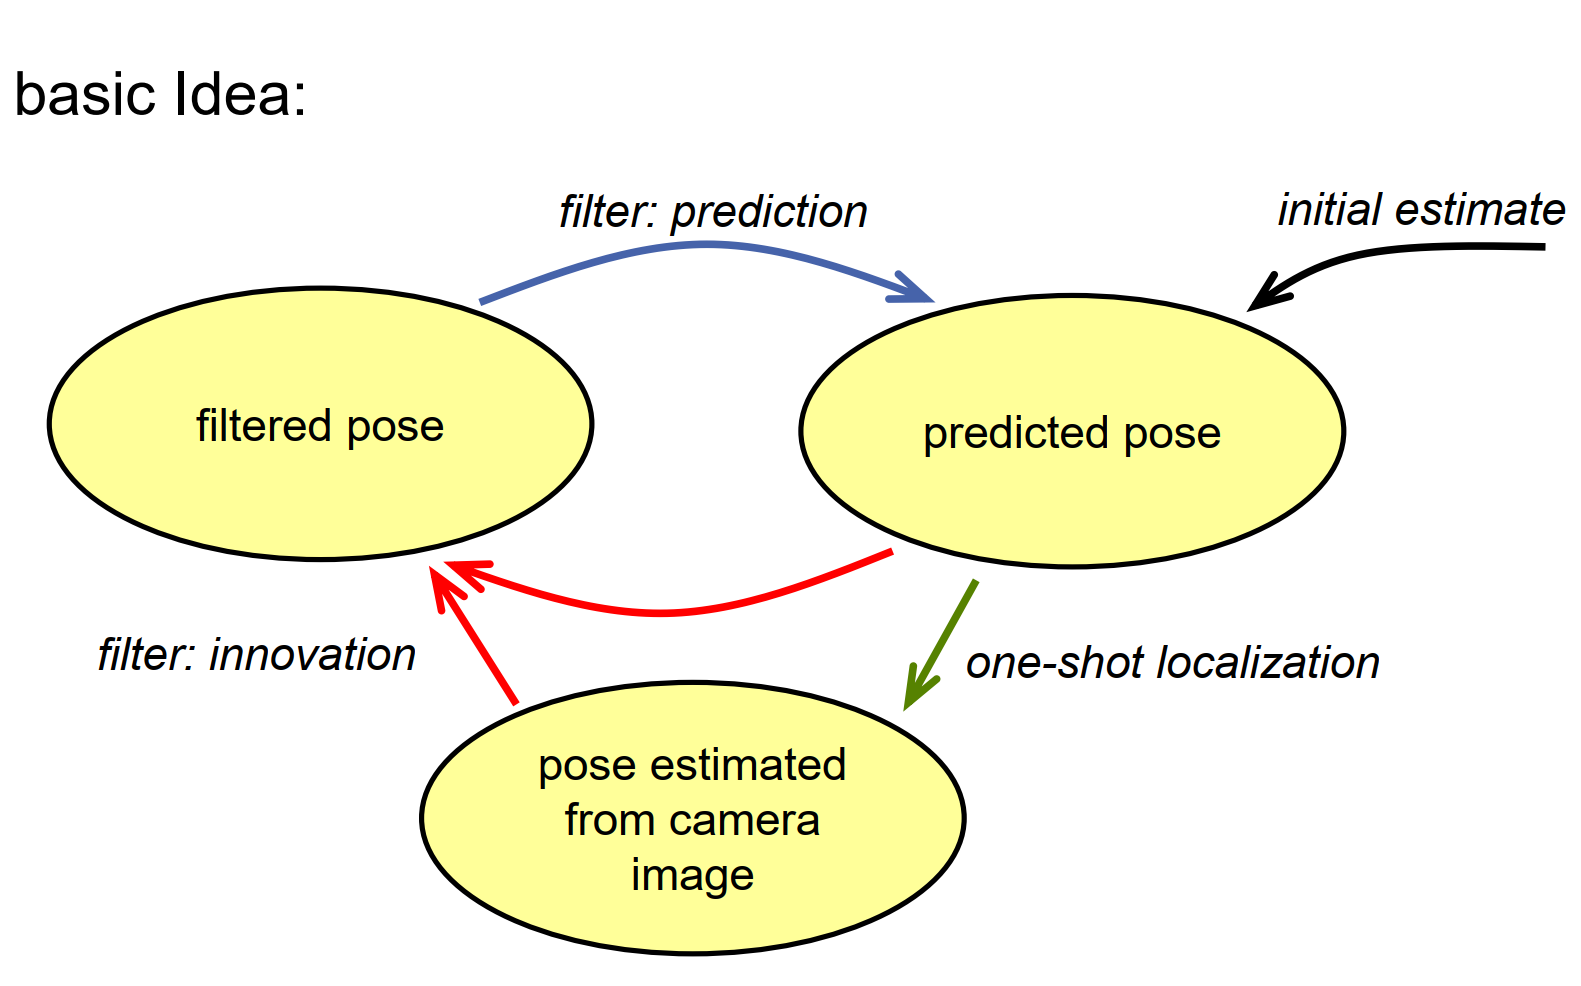 basic Idea:
filter: prediction
initial estimate
filtered pose
predicted pose
filter: innovation
one-shot localization
pose estimated
from camera
image